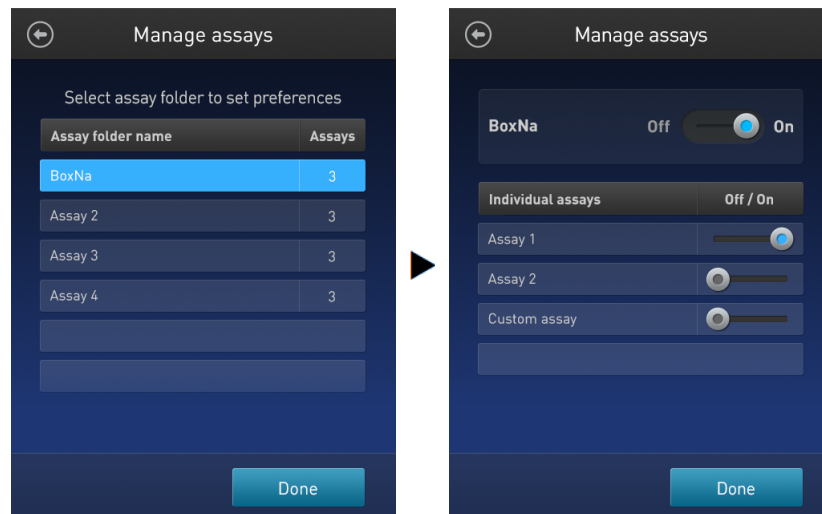 Manage assays
Select assay folder to set preferences
Assay folder name Assays
BoxNa 3
Assay 2 3
Assay 3 3
Assay 4 3
Done
Manage assays
BoxNa Off On
Individual assays Off / On
Assay 1
Assay 2
Custom assay
Done